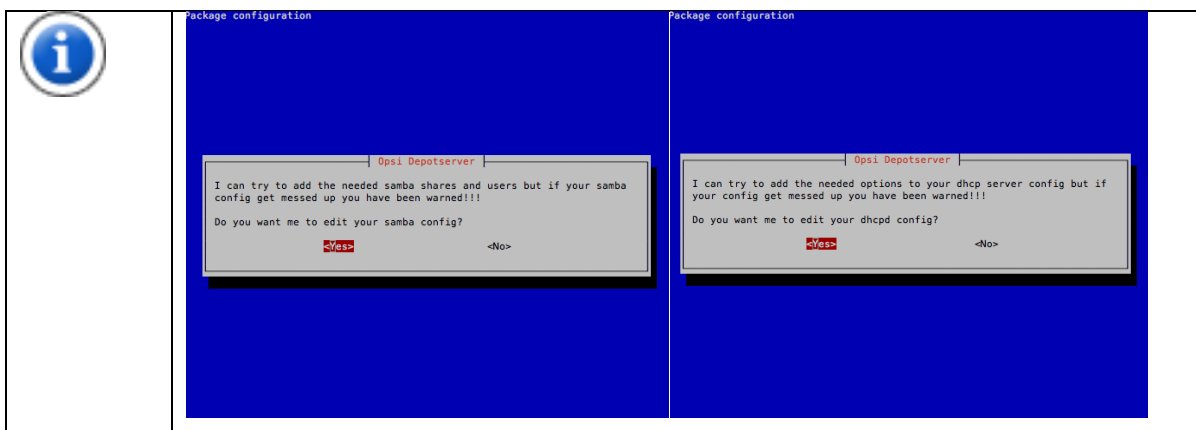 Package configuration
Opsi Depotserver
I can try to add the needed samba shares and users but if your samba
config get messed up you have been warned!!!
Do you want me to edit your samba config?
<Yes> <No>
Package configuration
Opsi Depotserver
I can try to add the needed options to your dhcp server config but if
your config get messed up you have been warned!!!
Do you want me to edit your dhcpd config?
<Yes> <No>